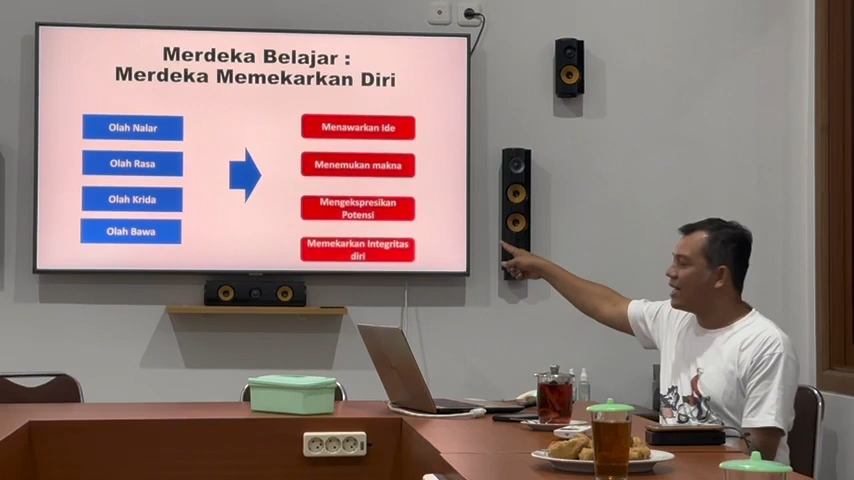 Merdeka Belajar :
Merdeka Memekarkan Diri
Olah Nalar
Olah Rasa
Olah Krida
Olah Bawa
Menawarkan Ide
Menemukan makna
Mengekspresikan
Potensi
Memekarkan Integritas
diri